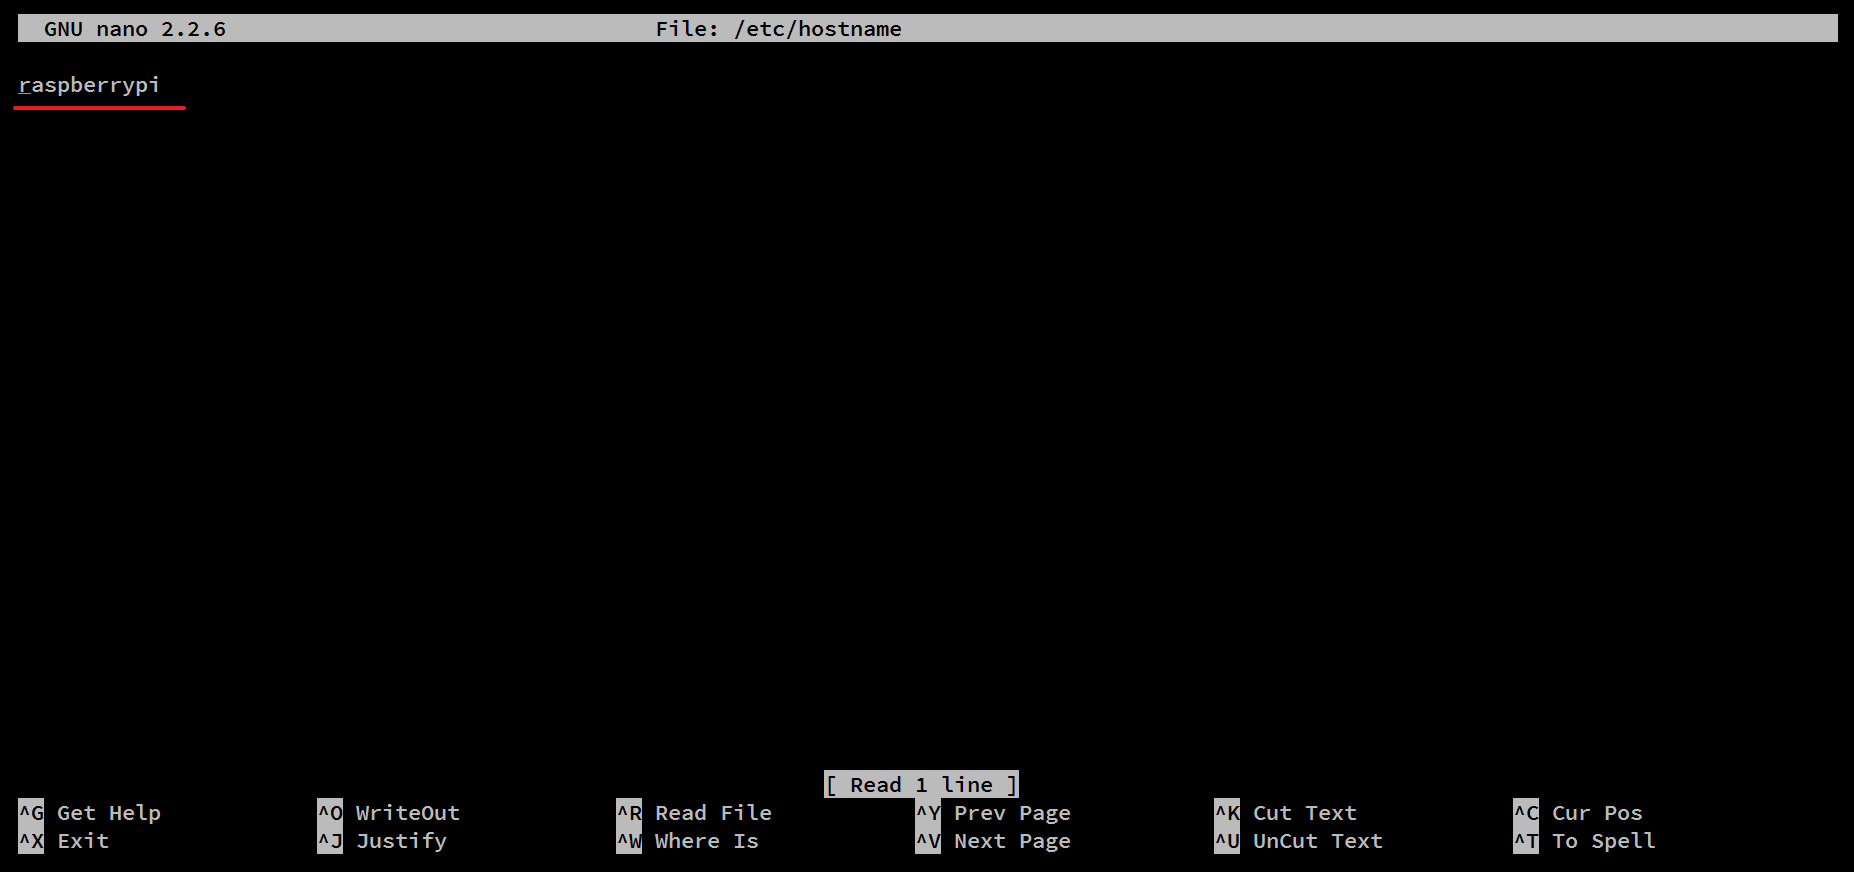 GNU nano 2.2.6 File: /etc/hostname
raspberrypi
[ Read 1 line ]
^G Get Help ^O WriteOut ^R Read File ^Y Prev Page ^K Cut Text ^C Cur Pos
^X Exit ^J Justify ^W Where Is ^V Next Page ^U UnCut Text ^T To Spell